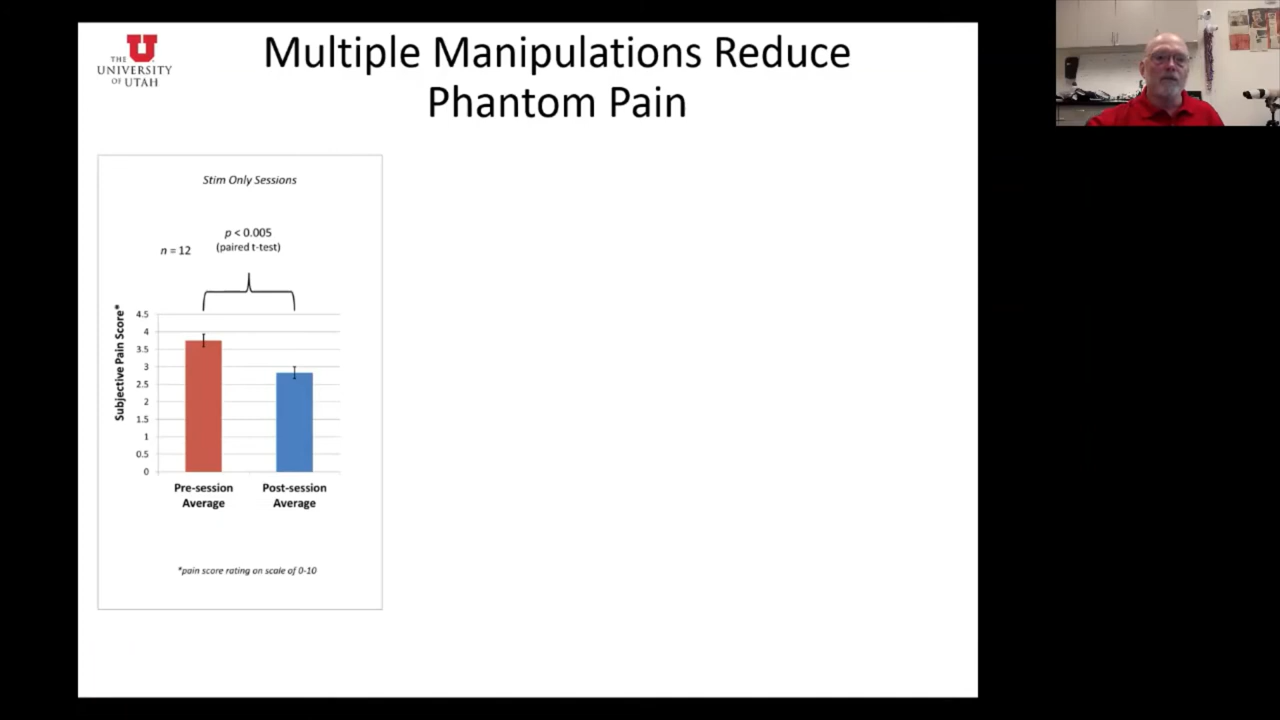 THE
UNIVERSITY
OF UTAH
Multiple Manipulations Reduce
Phantom Pain
Stim Only Sessions
p < 0.005
(paired t-test)
n = 12
Subjective Pain Score*
4.5
4
3.5
3
2.5
2
1.5
1
0.5
0
Pre-session
Average
Post-session
Average
*pain score rating on scale of 0-10